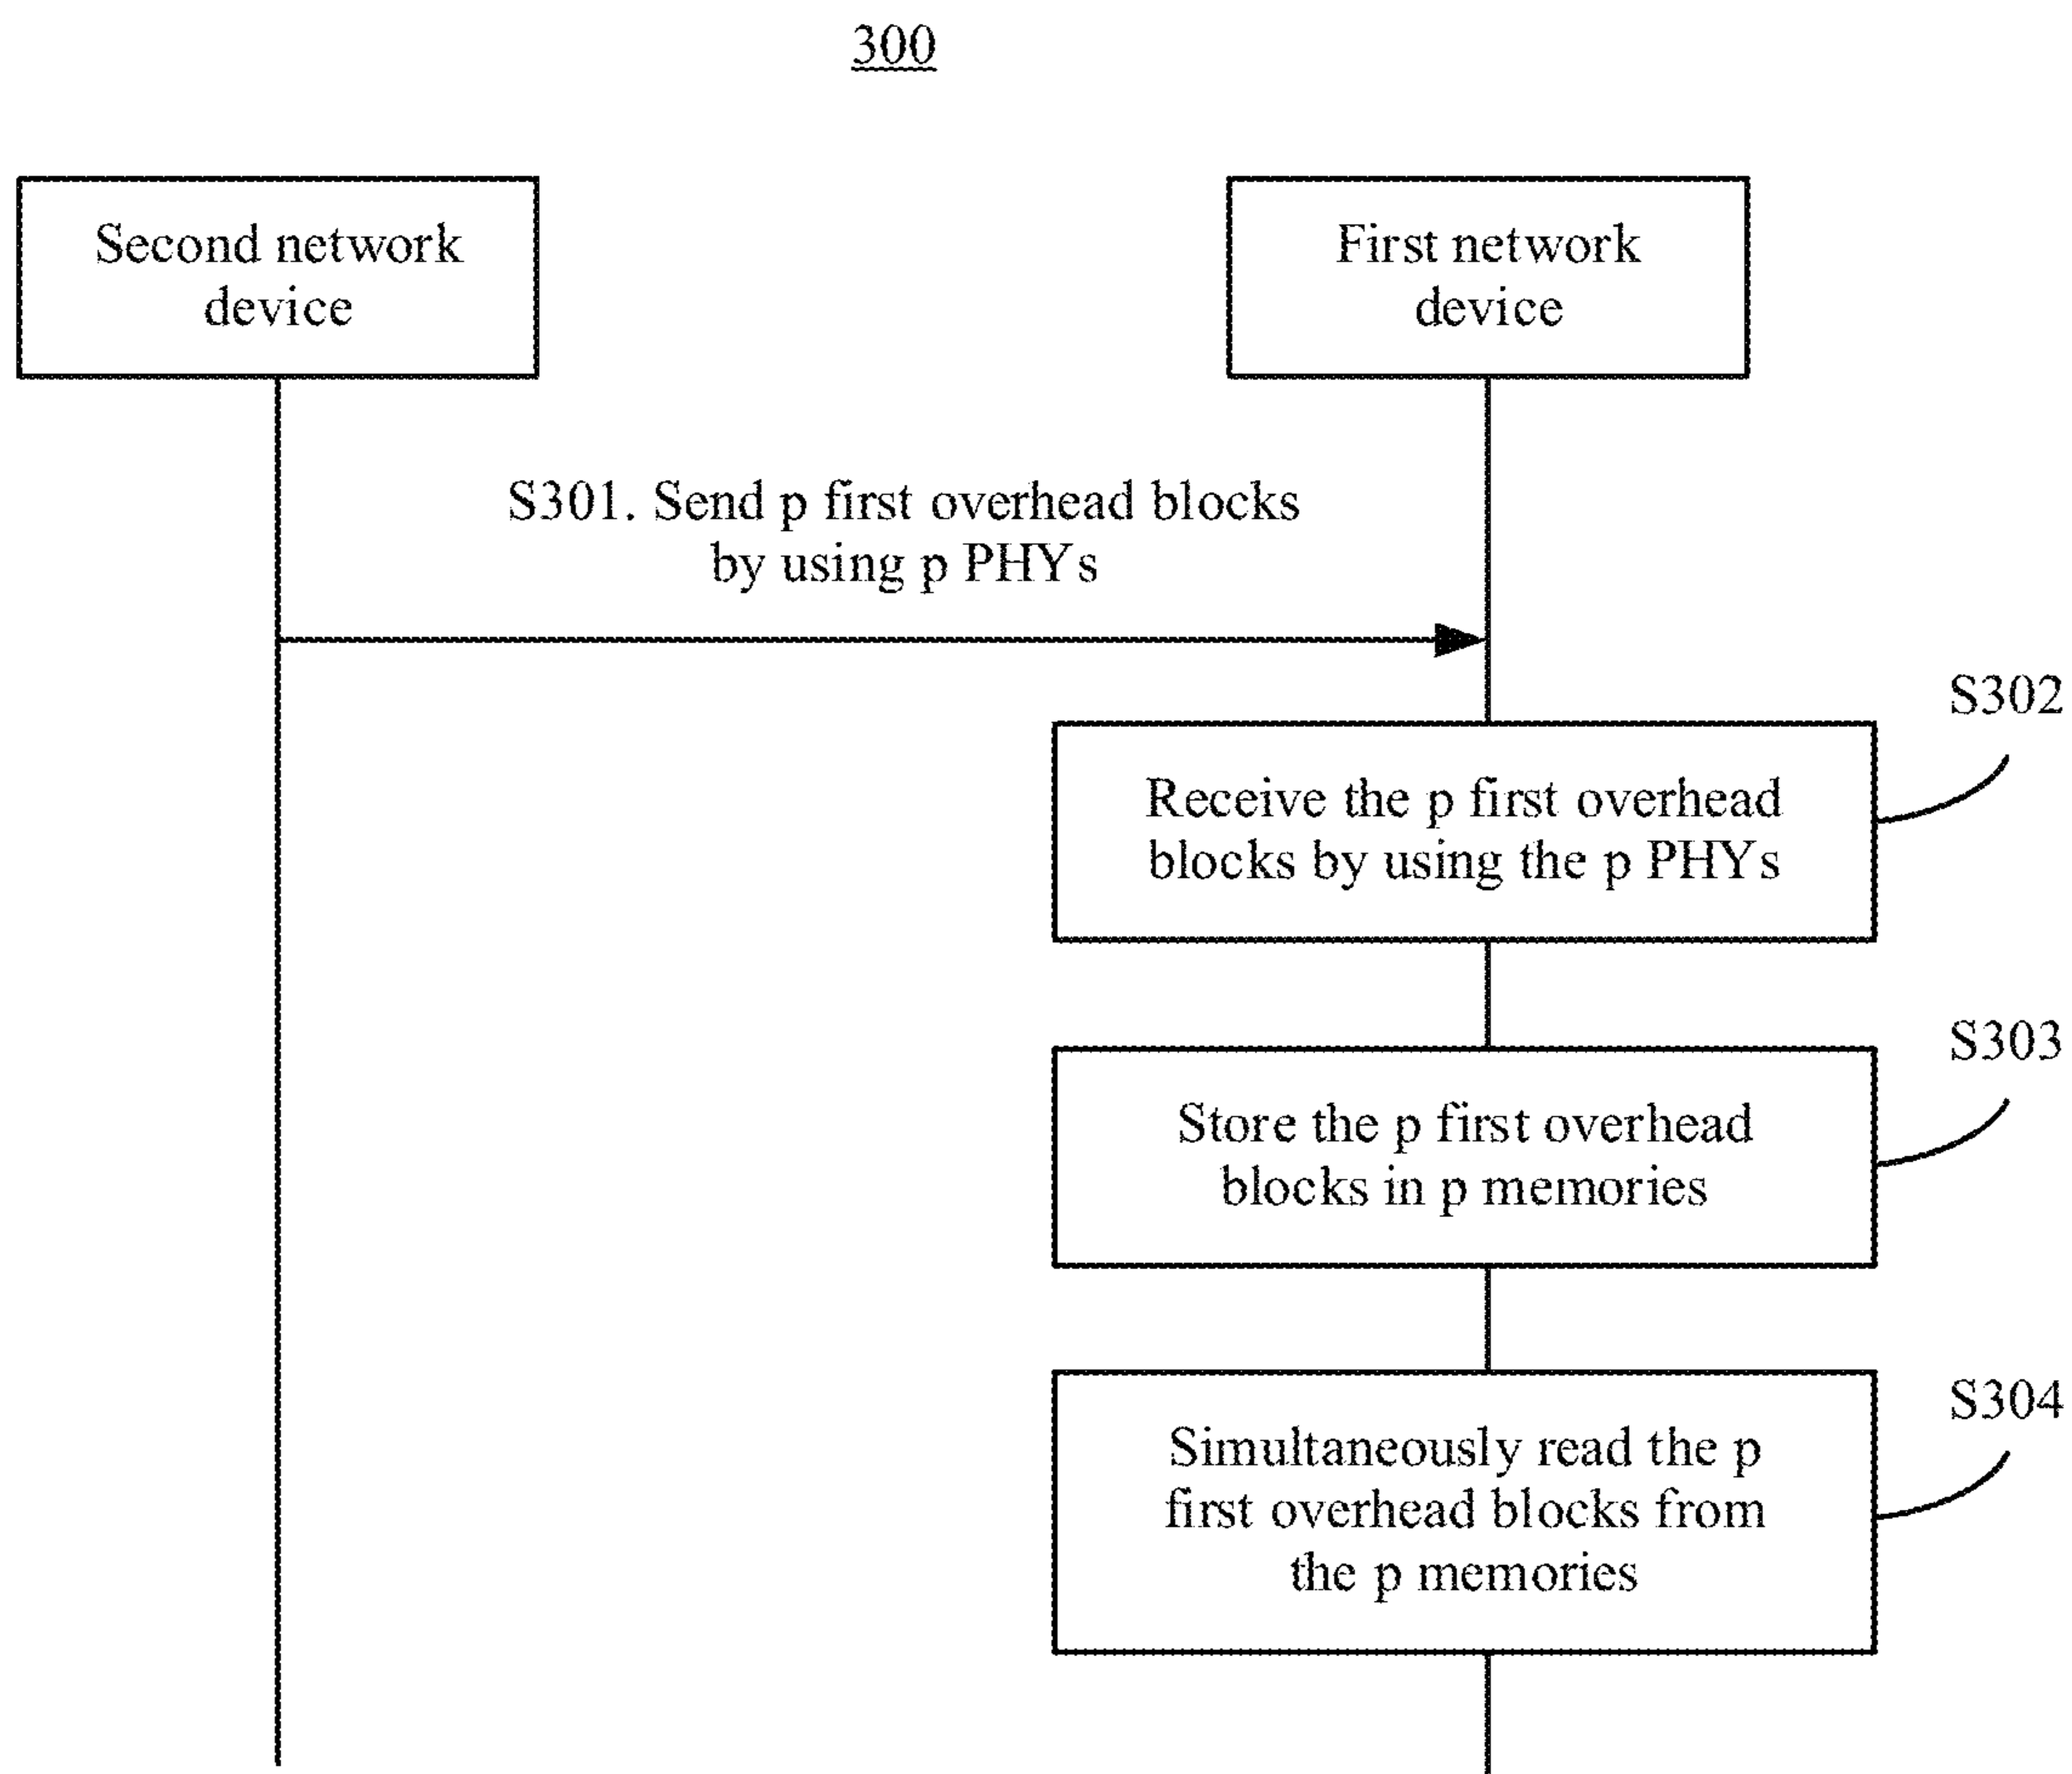 300
Second network
device
First network
device
S301. Send p first overhead blocks
by using p PHYs
S302
Receive the p first overhead
blocks by using the p PHYs
S303
Store the p first overhead
blocks in p memories
S304
Simultaneously read the p
first overhead blocks from
the p memories